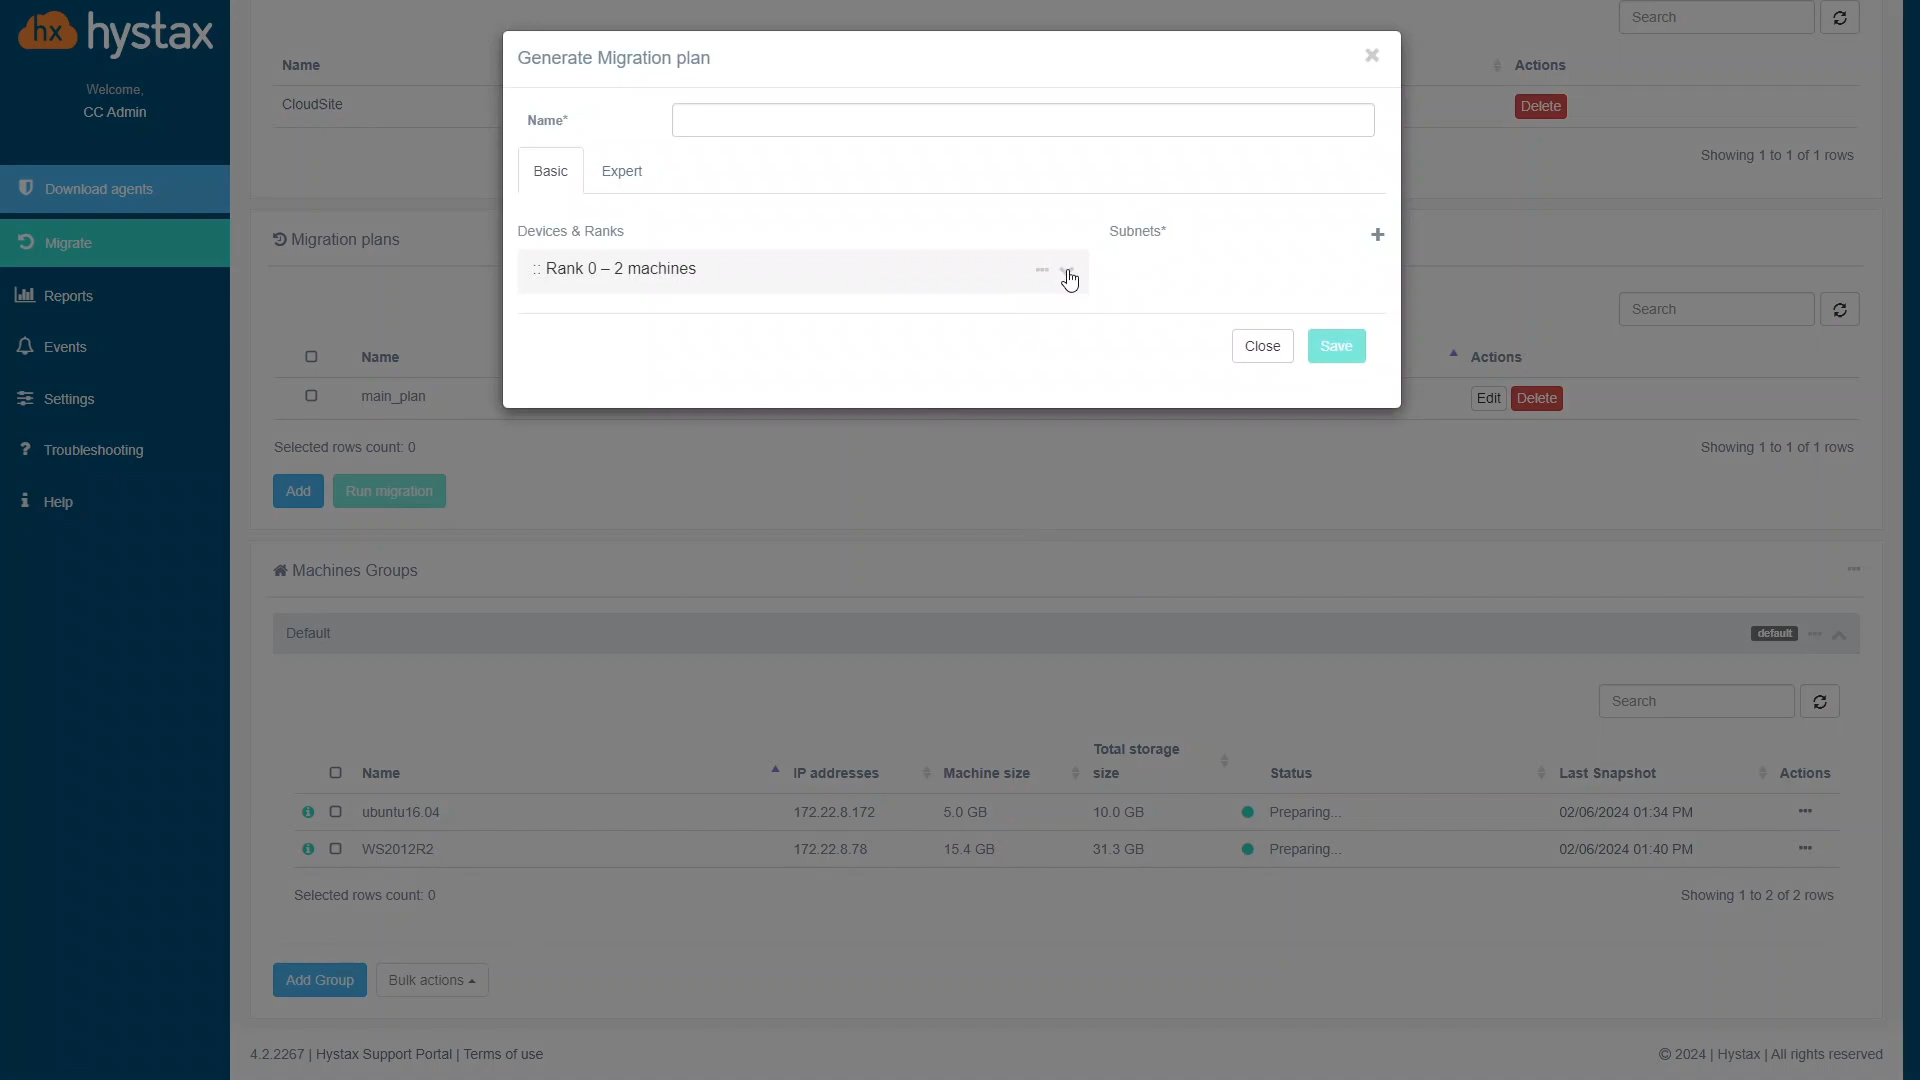 hx hystax
Welcome,
CC Admin
Download agents
Migrate
Reports
Events
Settings
Troubleshooting
Help
Search
Name
Actions
CloudSite
Delete
Showing 1 to 1 of 1 rows
Generate Migration plan
Name*
Basic
Expert
Devices & Ranks
Subnets*
:: Rank 0 – 2 machines
Close
Save
Migration plans
Search
Name
Actions
main_plan
Edit
Delete
Selected rows count: 0
Showing 1 to 1 of 1 rows
Add
Run migration
Machines Groups
Default
default
Search
Name
IP addresses
Machine size
Total storage
size
Status
Last Snapshot
Actions
ubuntu16.04 172.22.8.172 5.0 GB 10.0 GB Preparing... 02/06/2024 01:34 PM
WS2012R2 172.22.8.78 15.4 GB 31.3 GB Preparing... 02/06/2024 01:40 PM
Selected rows count: 0
Showing 1 to 2 of 2 rows
Add Group
Bulk actions
4.2.2267 | Hystax Support Portal | Terms of use
© 2024 | Hystax | All rights reserved